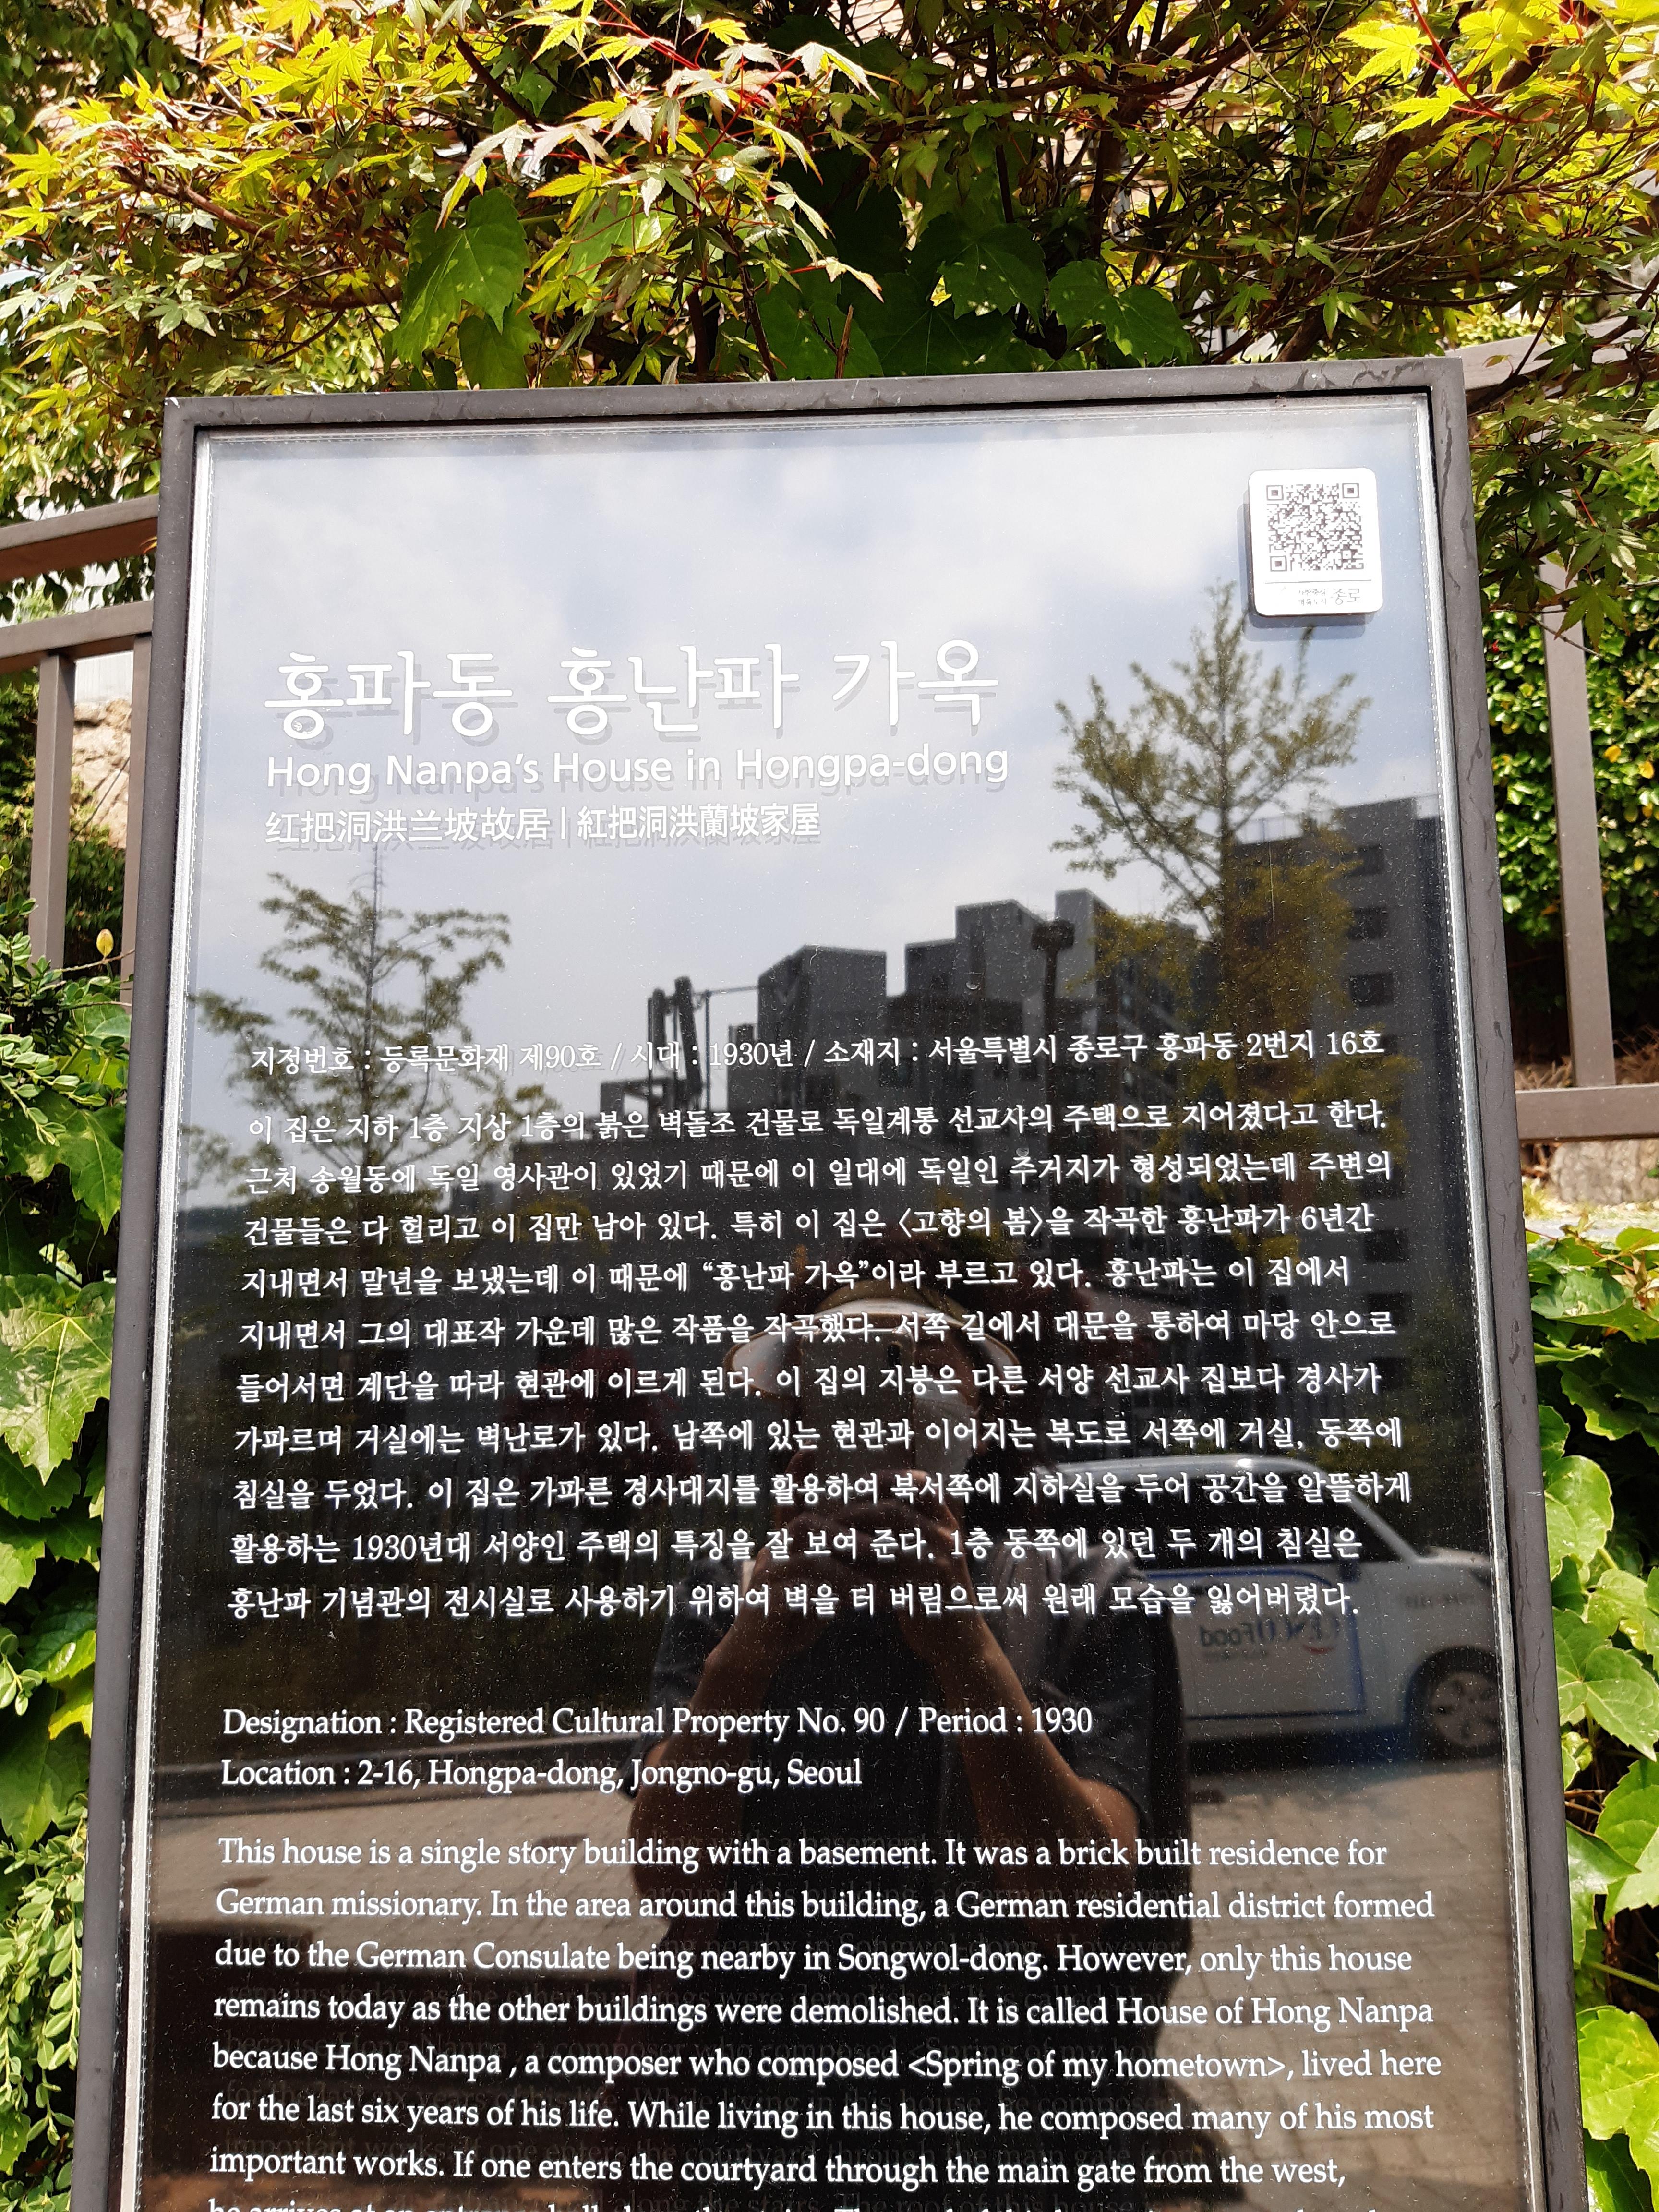 종로
홍파동 홍난파 가옥
Hong Nanpa's House in Hongpa-dong
红把洞洪兰坡故居 | 紅把洞洪蘭坡家屋
지정번호 : 등록문화재 제90호 / 시대 : 1930년 / 소재지 : 서울특별시 종로구 홍파동 2번지 16호
이 집은 지하 1층 지상 1층의 붉은 벽돌조 건물로 독일계통 선교사의 주택으로 지어졌다고 한다.
근처 송월동에 독일 영사관이 있었기 때문에 이 일대에 독일인 주거지가 형성되었는데 주변의
건물들은 다 헐리고 이 집만 남아 있다. 특히 이 집은 〈고향의 봄〉을 작곡한 홍난파가 6년간
지내면서 말년을 보냈는데 이 때문에 “홍난파 가옥”이라 부르고 있다. 홍난파는 이 집에서
지내면서 그의 대표작 가운데 많은 작품을 작곡했다. 서쪽 길에서 대문을 통하여 마당 안으로
들어서면 계단을 따라 현관에 이르게 된다. 이 집의 지붕은 다른 서양 선교사 집보다 경사가
가파르며 거실에는 벽난로가 있다. 남쪽에 있는 현관과 이어지는 복도로 서쪽에 거실, 동쪽에
침실을 두었다. 이 집은 가파른 경사대지를 활용하여 북서쪽에 지하실을 두어 공간을 알뜰하게
활용하는 1930년대 서양인 주택의 특징을 잘 보여 준다. 1층 동쪽에 있던 두 개의 침실은
홍난파 기념관의 전시실로 사용하기 위하여 벽을 터 버림으로써 원래 모습을 잃어버렸다.
Designation : Registered Cultural Property No. 90 / Period : 1930
Location : 2-16, Hongpa-dong, Jongno-gu, Seoul
This house is a single story building with a basement. It was a brick built residence for
German missionary. In the area around this building, a German residential district formed
due to the German Consulate being nearby in Songwol-dong. However, only this house
remains today as the other buildings were demolished. It is called House of Hong Nanpa
because Hong Nanpa , a composer who composed <Spring of my hometown>, lived here
for the last six years of his life. While living in this house, he composed many of his most
important works. If one enters the courtyard through the main gate from the west,